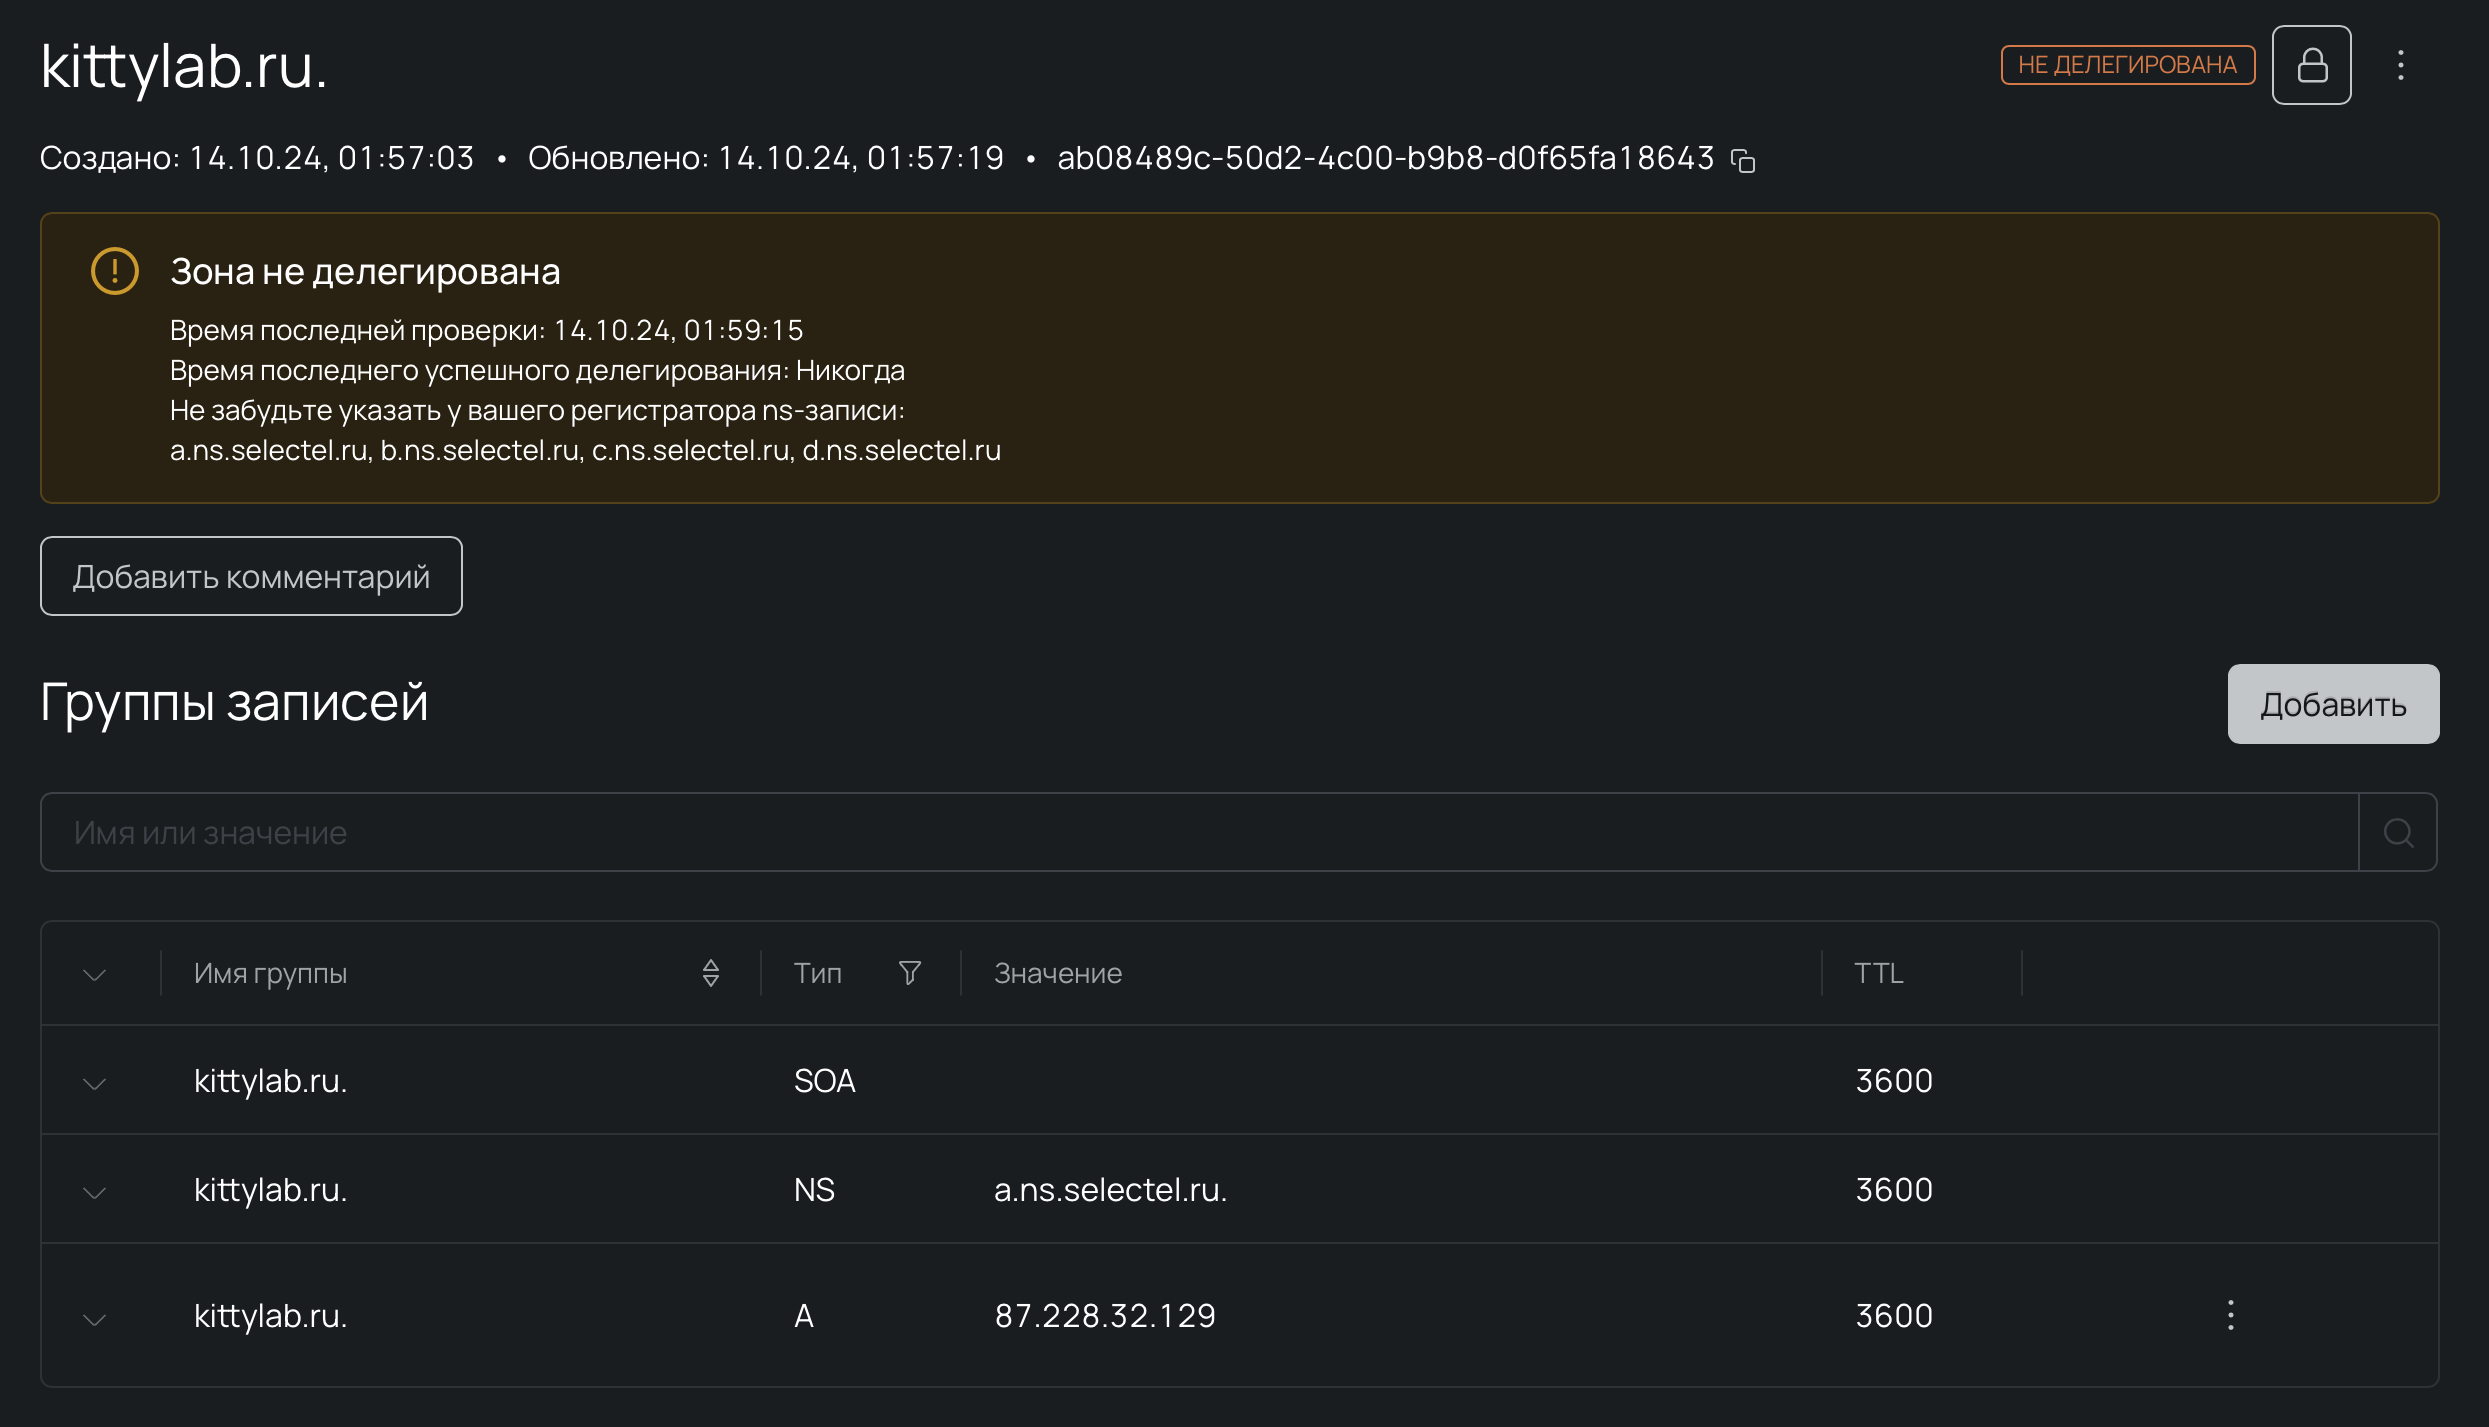 kittylab.ru.
НЕ ДЕЛЕГИРОВАНА
Создано: 14.10.24, 01:57:03 • Обновлено: 14.10.24, 01:57:19 • ab08489c-50d2-4c00-b9b8-d0f65fa18643
Зона не делегирована
Время последней проверки: 14.10.24, 01:59:15
Время последнего успешного делегирования: Никогда
Не забудьте указать у вашего регистратора ns-записи:
a.ns.selectel.ru, b.ns.selectel.ru, c.ns.selectel.ru, d.ns.selectel.ru
Добавить комментарий
Группы записей
Добавить
Имя или значение
Имя группы Тип Значение TTL
kittylab.ru. SOA 3600
kittylab.ru. NS a.ns.selectel.ru. 3600
kittylab.ru. A 87.228.32.129 3600